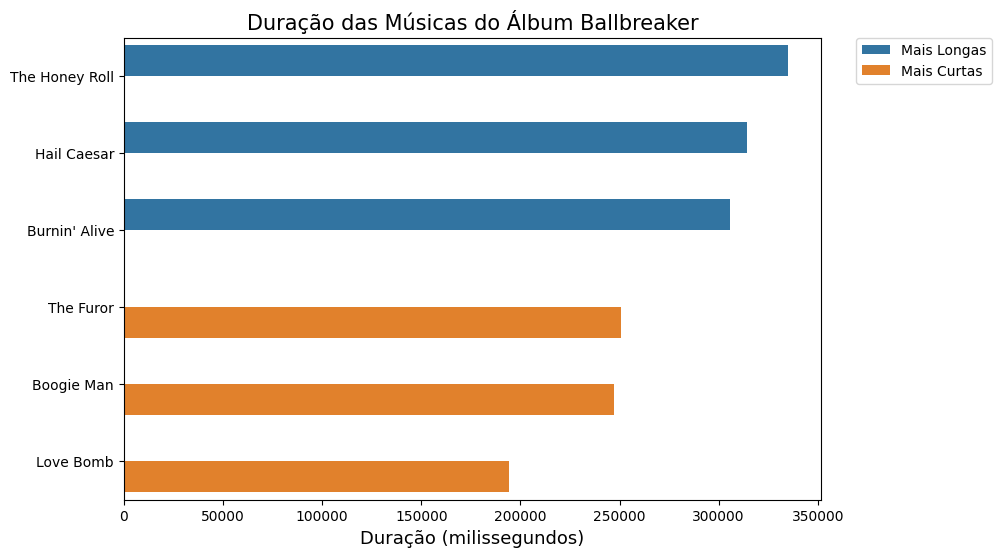 Duração das Músicas do Álbum Ballbreaker
Mais Longas
Mais Curtas
The Honey Roll
Hail Caesar
Burnin' Alive
The Furor
Boogie Man
Love Bomb
0 50000 100000 150000 200000 250000 300000 350000
Duração (milissegundos)